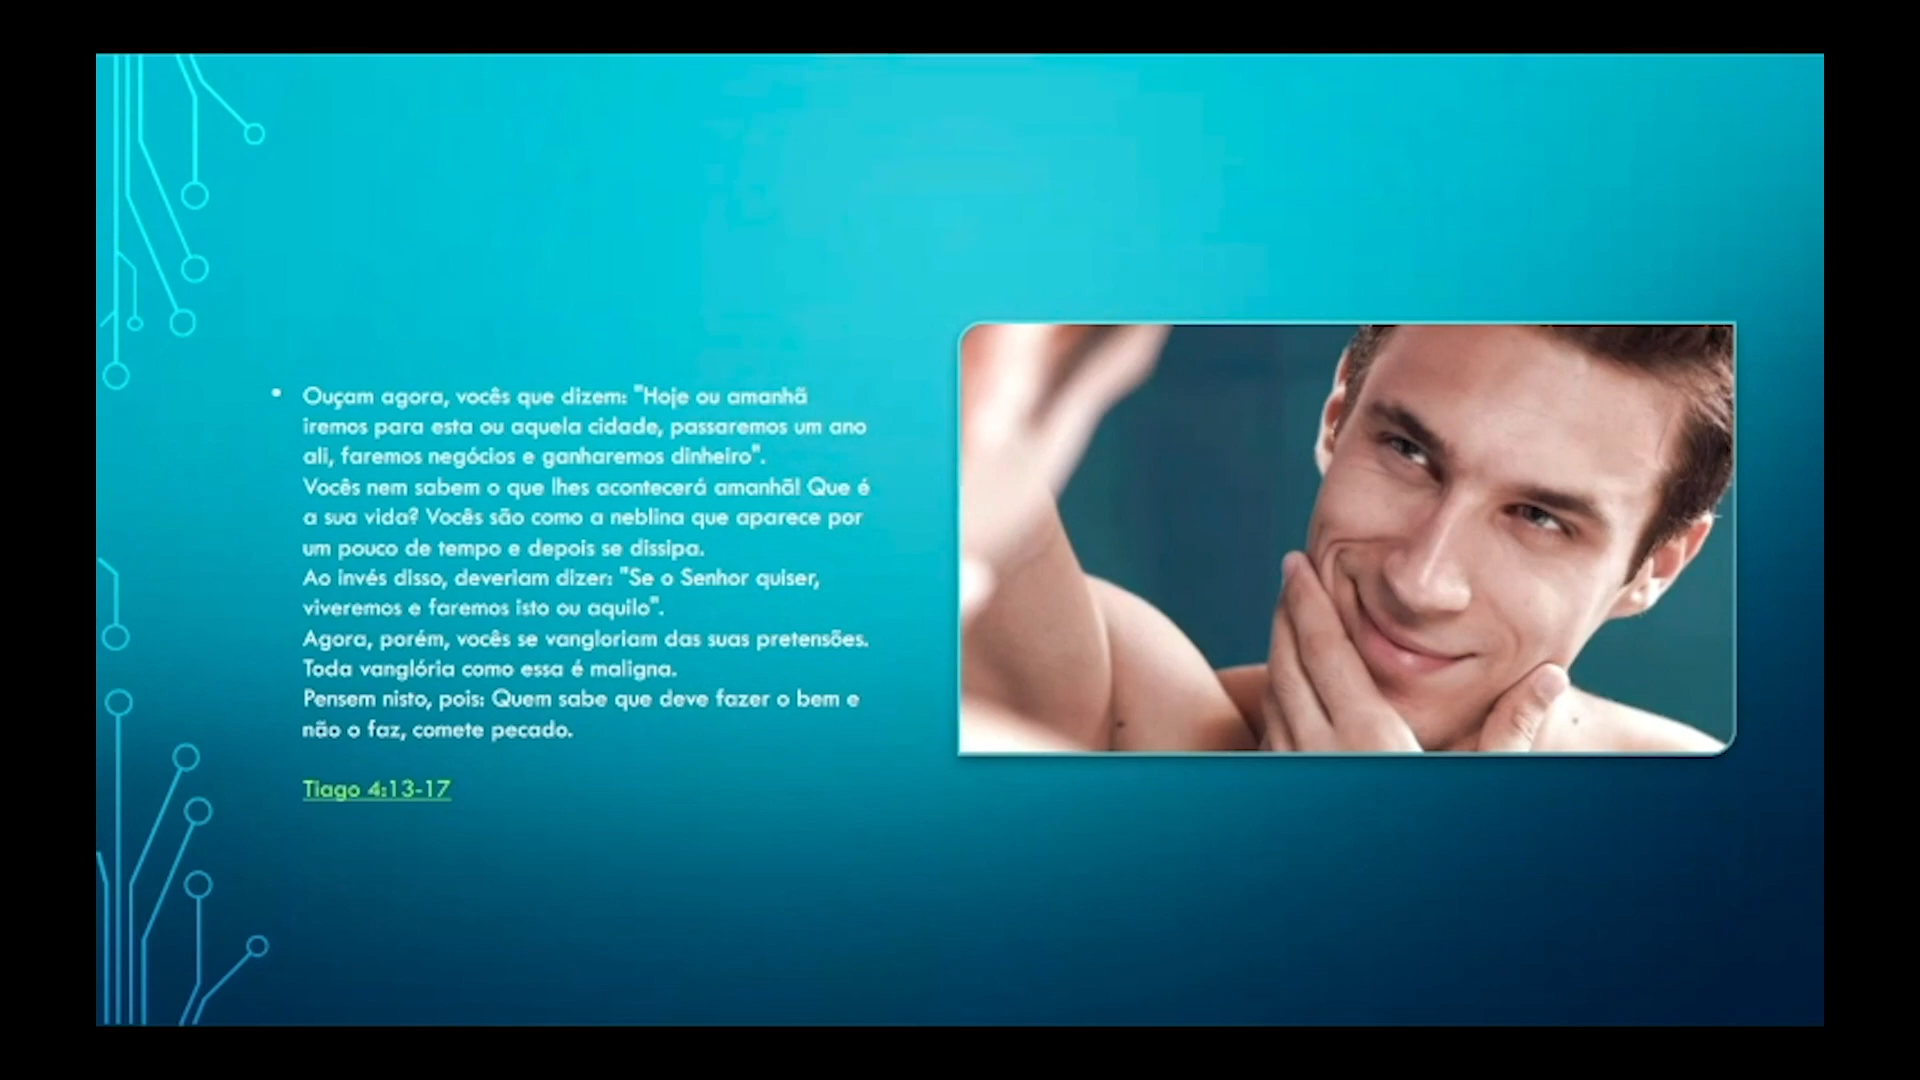 • Ouçam agora, vocês que dizem: "Hoje ou amanhã
iremos para esta ou aquela cidade, passaremos um ano
ali, faremos negócios e ganharemos dinheiro".
Vocês nem sabem o que lhes acontecerá amanhã! Que é
a sua vida? Vocês são como a neblina que aparece por
um pouco de tempo e depois se dissipa.
Ao invés disso, deveriam dizer: "Se o Senhor quiser,
viveremos e faremos isto ou aquilo".
Agora, porém, vocês se vangloriam das suas pretensões.
Toda vanglória como essa é maligna.
Pensem nisto, pois: Quem sabe que deve fazer o bem e
não o faz, comete pecado.
Tiago 4:13-17